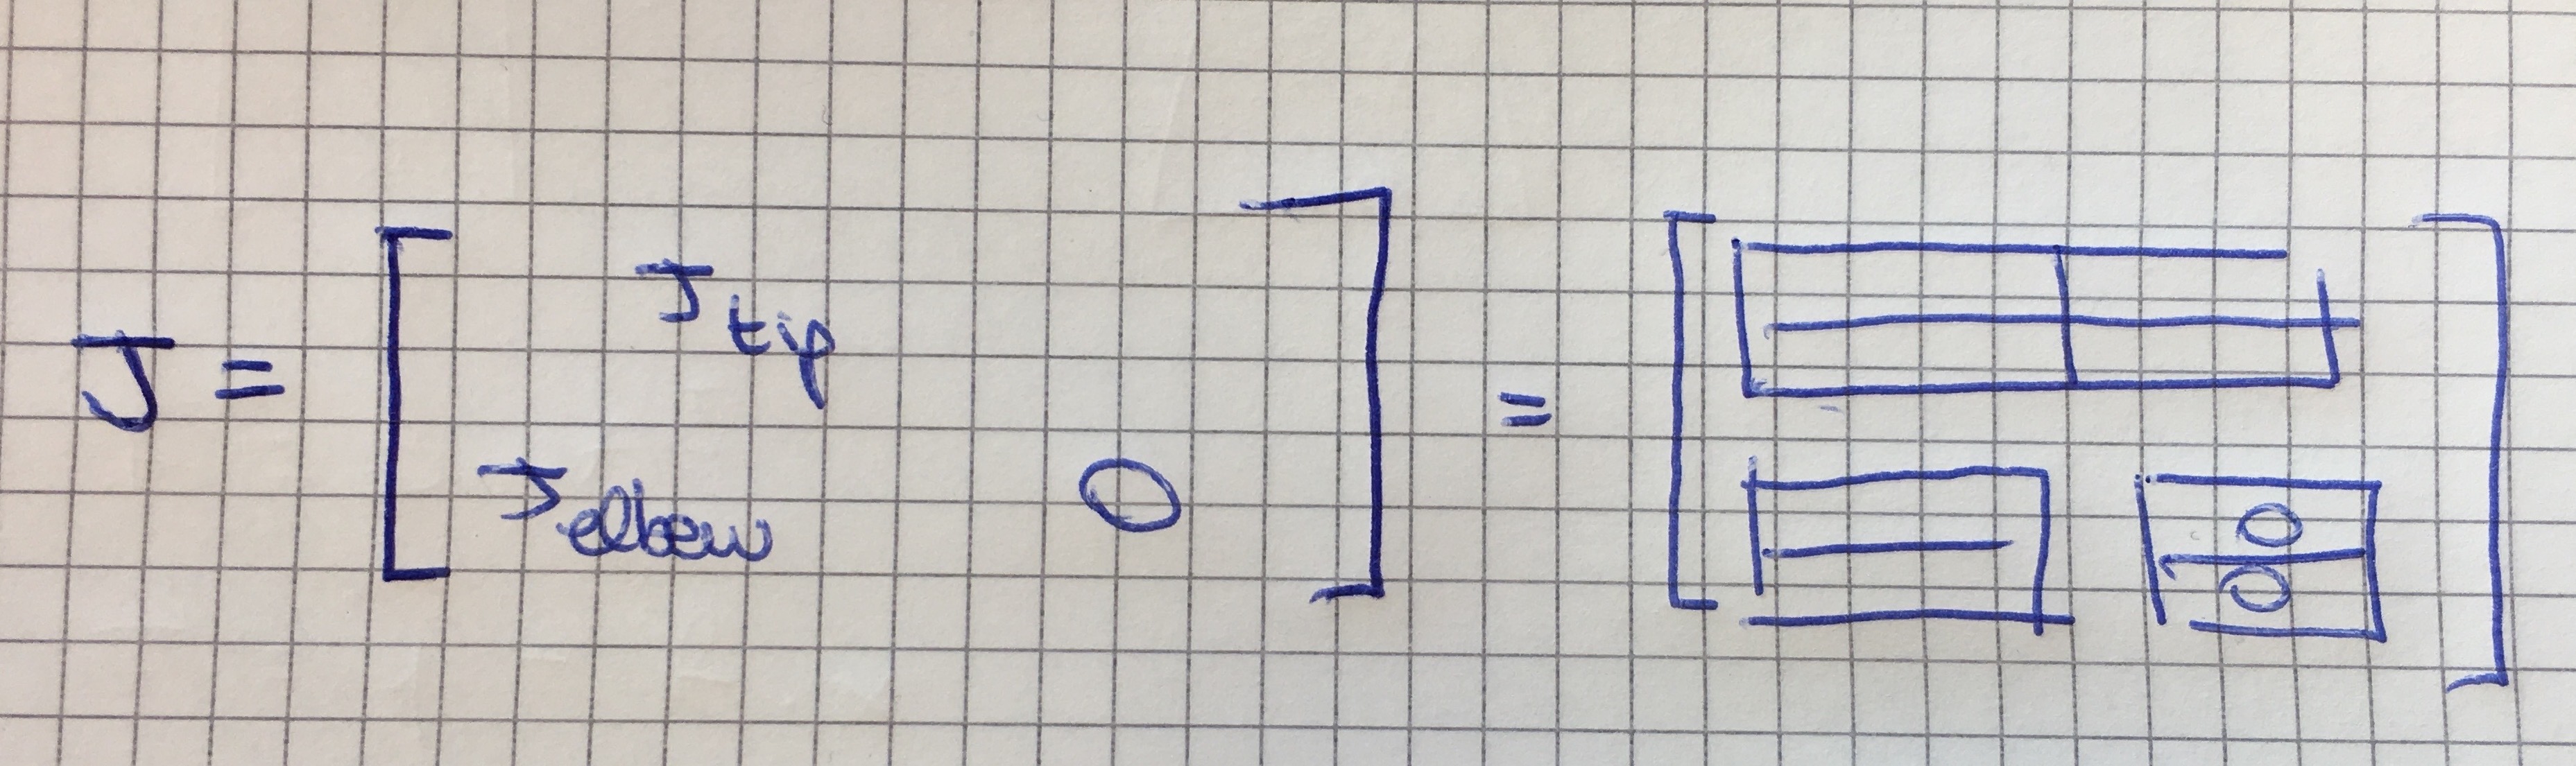 J = [ J_tip
J_elbow 0 ] = [ 0
0 ]